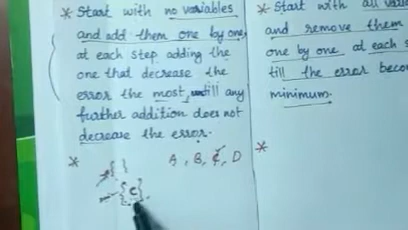 * Start with no variables
and add them one by one,
at each step adding the
one that decrease the
error the most, until any
further addition does not
decrease the error.
* { } A, B, C, D
{C}
* Start with all
and remove them
one by one at each
till the error
minimum.
*